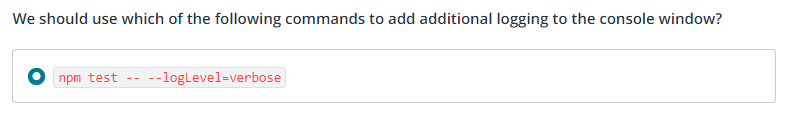 We should use which of the following commands to add additional logging to the console window?
npm test -- --logLevel=verbose